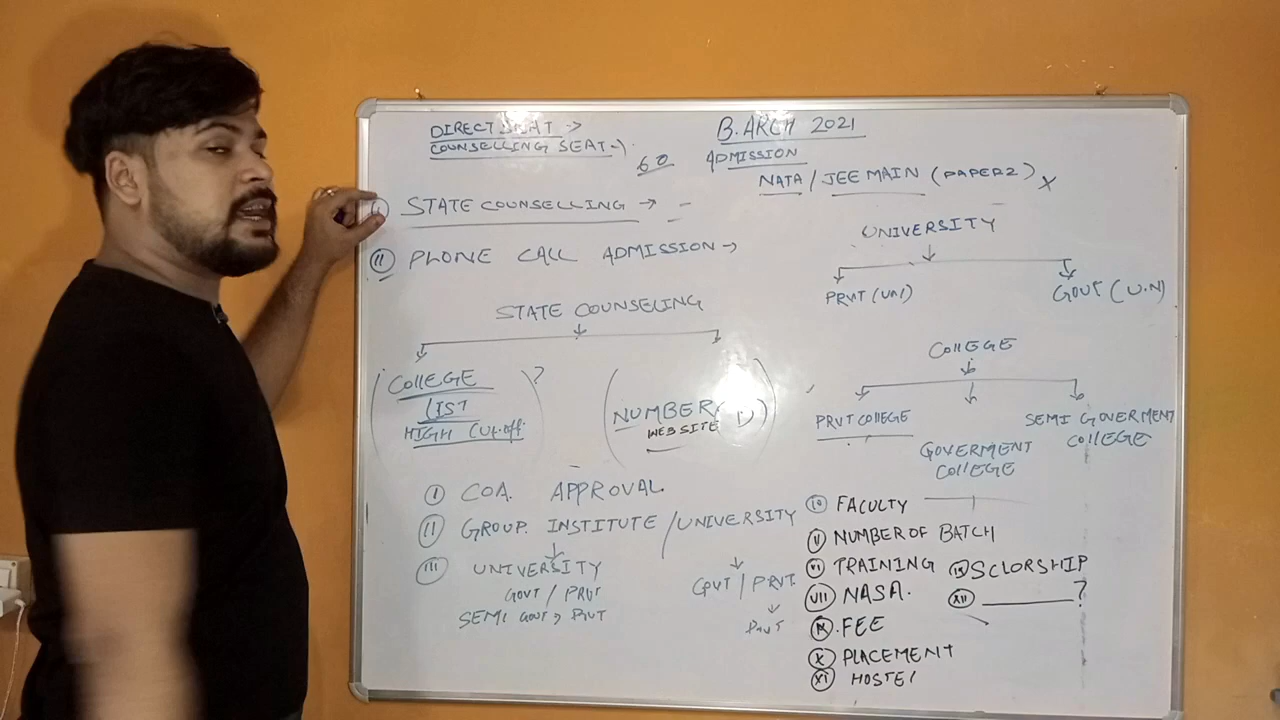 DIRECT SEAT →
COUNSELLING SEAT →
60
B. ARCH 2021
ADMISSION
NATA / JEE MAIN (PAPER2) x
STATE COUNSELLING → -
II PHONE CALL ADMISSION →
STATE COUNSELING
COllEGE
LIST
HIGH CUt.off
?
NUMBER (I)
WEBSITE
UNIVERSITY
PRVT (UNI)
GOVT (U.N)
COllEGE
PRVT COllEGE
GOVERMENT
COllEGE
SEMI GOVERMENT
COllEGE
I COA. APPROVAL
II GROUP. INSTITUTE / UNIVERSITY
III UNIVERSITY
GOVT / PRVT
SEMI GOVT → PRVT
GOVT / PRVT.
PRVT
FACULTY
V NUMBER OF BATCH
VI TRAINING
VII NASA.
IX .FEE
X PLACEMENT
XI HOSTEl
IX SCLORSHIP
XII ?